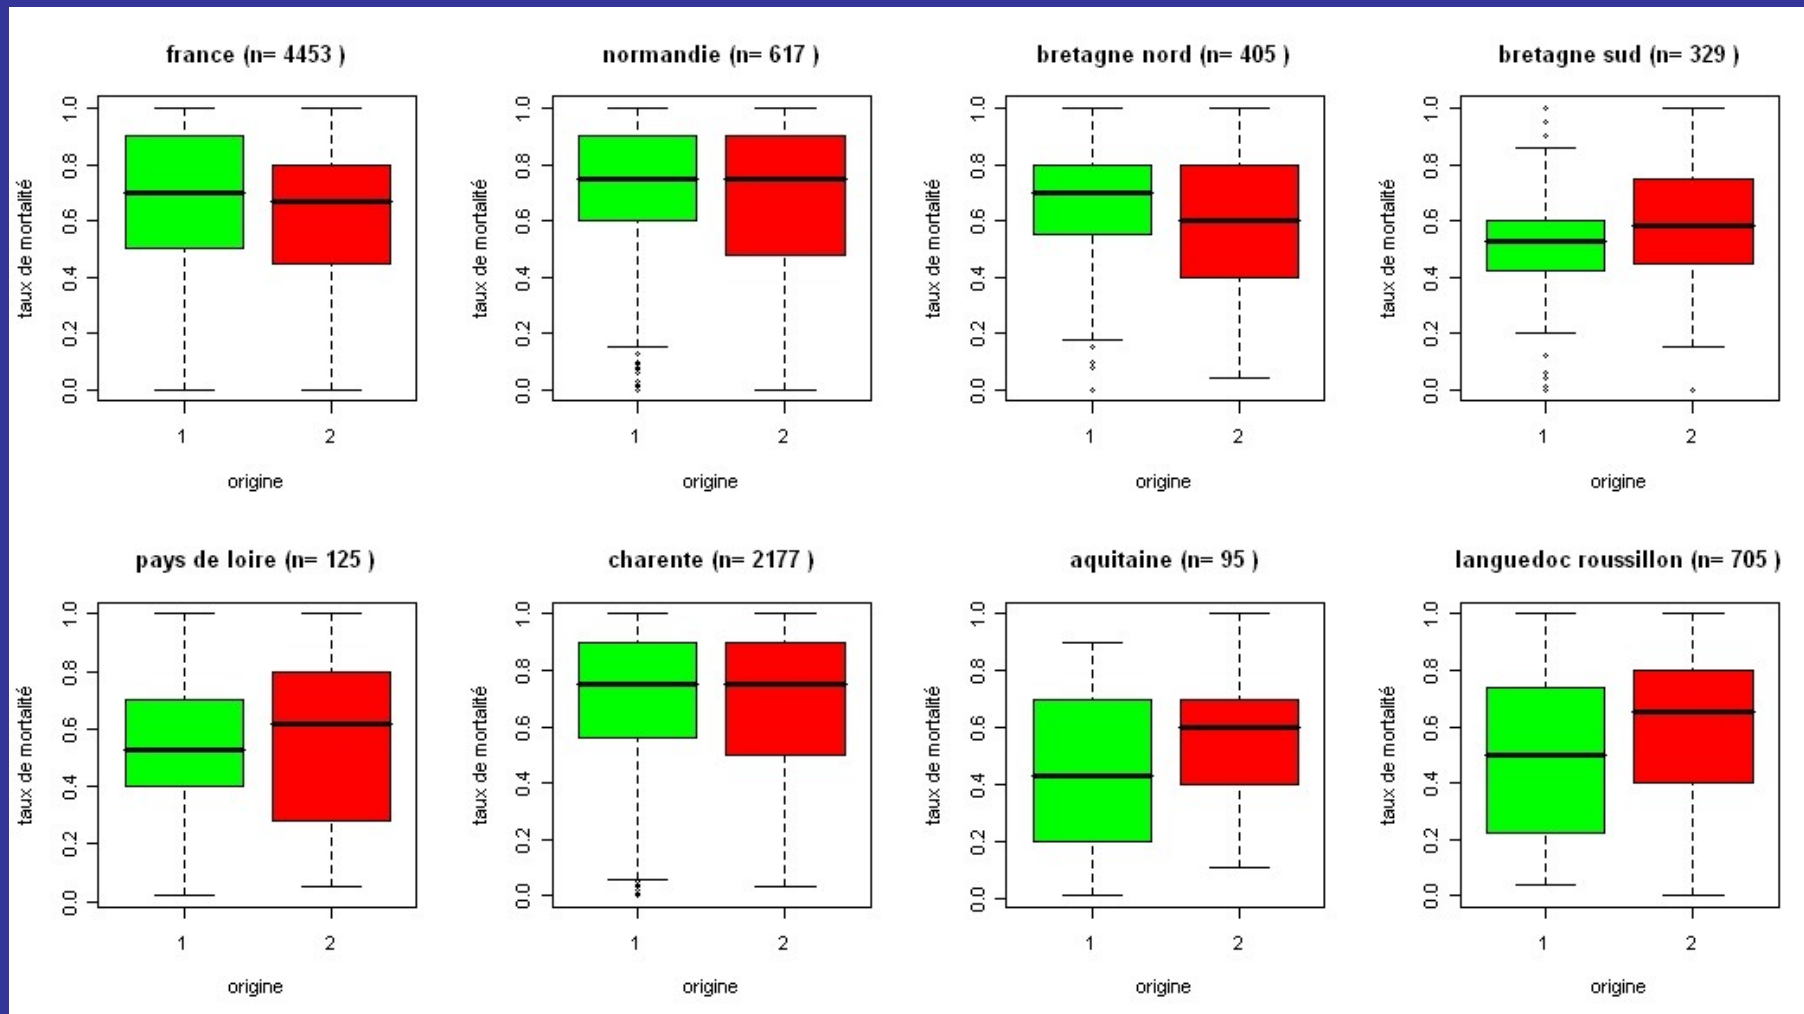 france (n= 4453 )
normandie (n= 617 )
bretagne nord (n= 405 )
bretagne sud (n= 329 )
taux de mortalité
0.0 0.2 0.4 0.6 0.8 1.0
1 2
origine
taux de mortalité
0.0 0.2 0.4 0.6 0.8 1.0
1 2
origine
taux de mortalité
0.0 0.2 0.4 0.6 0.8 1.0
1 2
origine
taux de mortalité
0.0 0.2 0.4 0.6 0.8 1.0
1 2
origine
pays de loire (n= 125 )
charente (n= 2177 )
aquitaine (n= 95 )
languedoc roussillon (n= 705 )
taux de mortalité
0.0 0.2 0.4 0.6 0.8 1.0
1 2
origine
taux de mortalité
0.0 0.2 0.4 0.6 0.8 1.0
1 2
origine
taux de mortalité
0.0 0.2 0.4 0.6 0.8 1.0
1 2
origine
taux de mortalité
0.0 0.2 0.4 0.6 0.8 1.0
1 2
origine